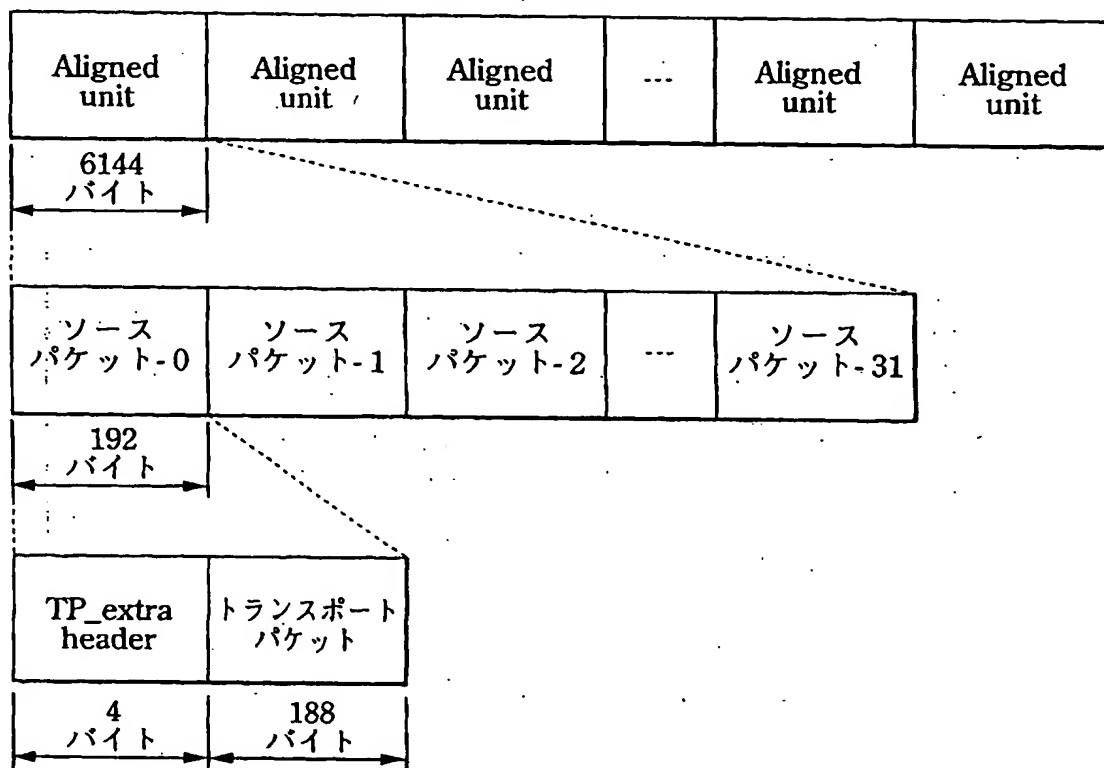 Aligned unit
Aligned unit
Aligned unit
---
Aligned unit
Aligned unit
6144
バイト
ソース
パケット-0
ソース
パケット-1
ソース
パケット-2
---
ソース
パケット-31
192
バイト
TP_extra
header
トランスポート
パケット
4
バイト
188
バイト